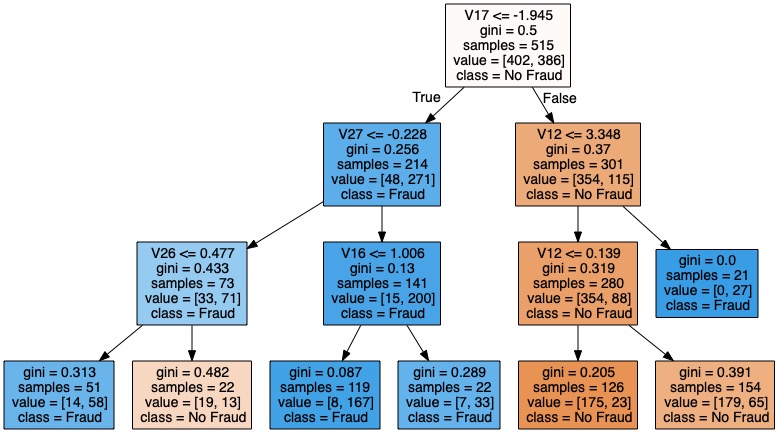 V17 <= -1.945
gini = 0.5
samples = 515
value = [402, 386]
class = No Fraud
True
False
V27 <= -0.228
gini = 0.256
samples = 214
value = [48, 271]
class = Fraud
V12 <= 3.348
gini = 0.37
samples = 301
value = [354, 115]
class = No Fraud
V26 <= 0.477
gini = 0.433
samples = 73
value = [33, 71]
class = Fraud
V16 <= 1.006
gini = 0.13
samples = 141
value = [15, 200]
class = Fraud
V12 <= 0.139
gini = 0.319
samples = 280
value = [354, 88]
class = No Fraud
gini = 0.0
samples = 21
value = [0, 27]
class = Fraud
gini = 0.313
samples = 51
value = [14, 58]
class = Fraud
gini = 0.482
samples = 22
value = [19, 13]
class = No Fraud
gini = 0.087
samples = 119
value = [8, 167]
class = Fraud
gini = 0.289
samples = 22
value = [7, 33]
class = Fraud
gini = 0.205
samples = 126
value = [175, 23]
class = No Fraud
gini = 0.391
samples = 154
value = [179, 65]
class = No Fraud